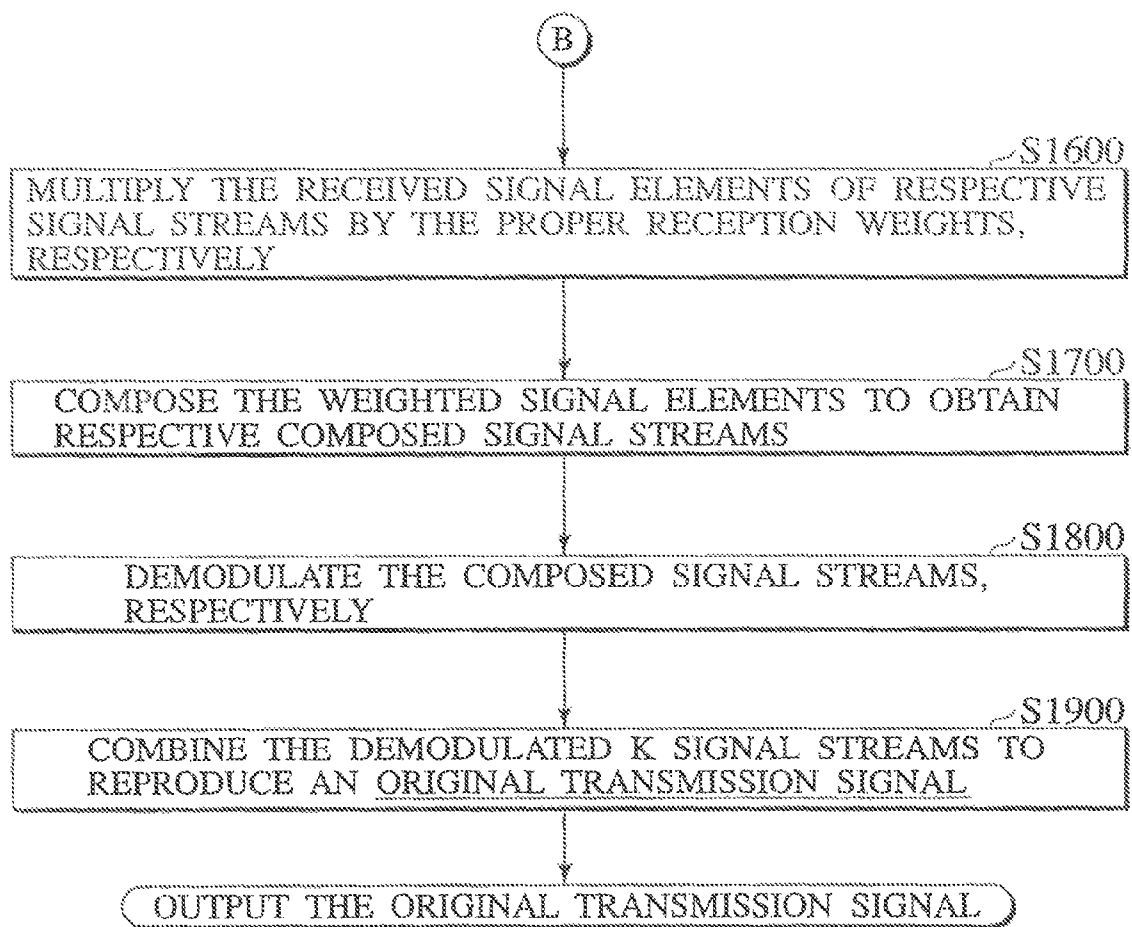 B
S1600
MULTIPLY THE RECEIVED SIGNAL ELEMENTS OF RESPECTIVE
SIGNAL STREAMS BY THE PROPER RECEPTION WEIGHTS,
RESPECTIVELY
S1700
COMPOSE THE WEIGHTED SIGNAL ELEMENTS TO OBTAIN
RESPECTIVE COMPOSED SIGNAL STREAMS
S1800
DEMODULATE THE COMPOSED SIGNAL STREAMS,
RESPECTIVELY
S1900
COMBINE THE DEMODULATED K SIGNAL STREAMS TO
REPRODUCE AN ORIGINAL TRANSMISSION SIGNAL
OUTPUT THE ORIGINAL TRANSMISSION SIGNAL